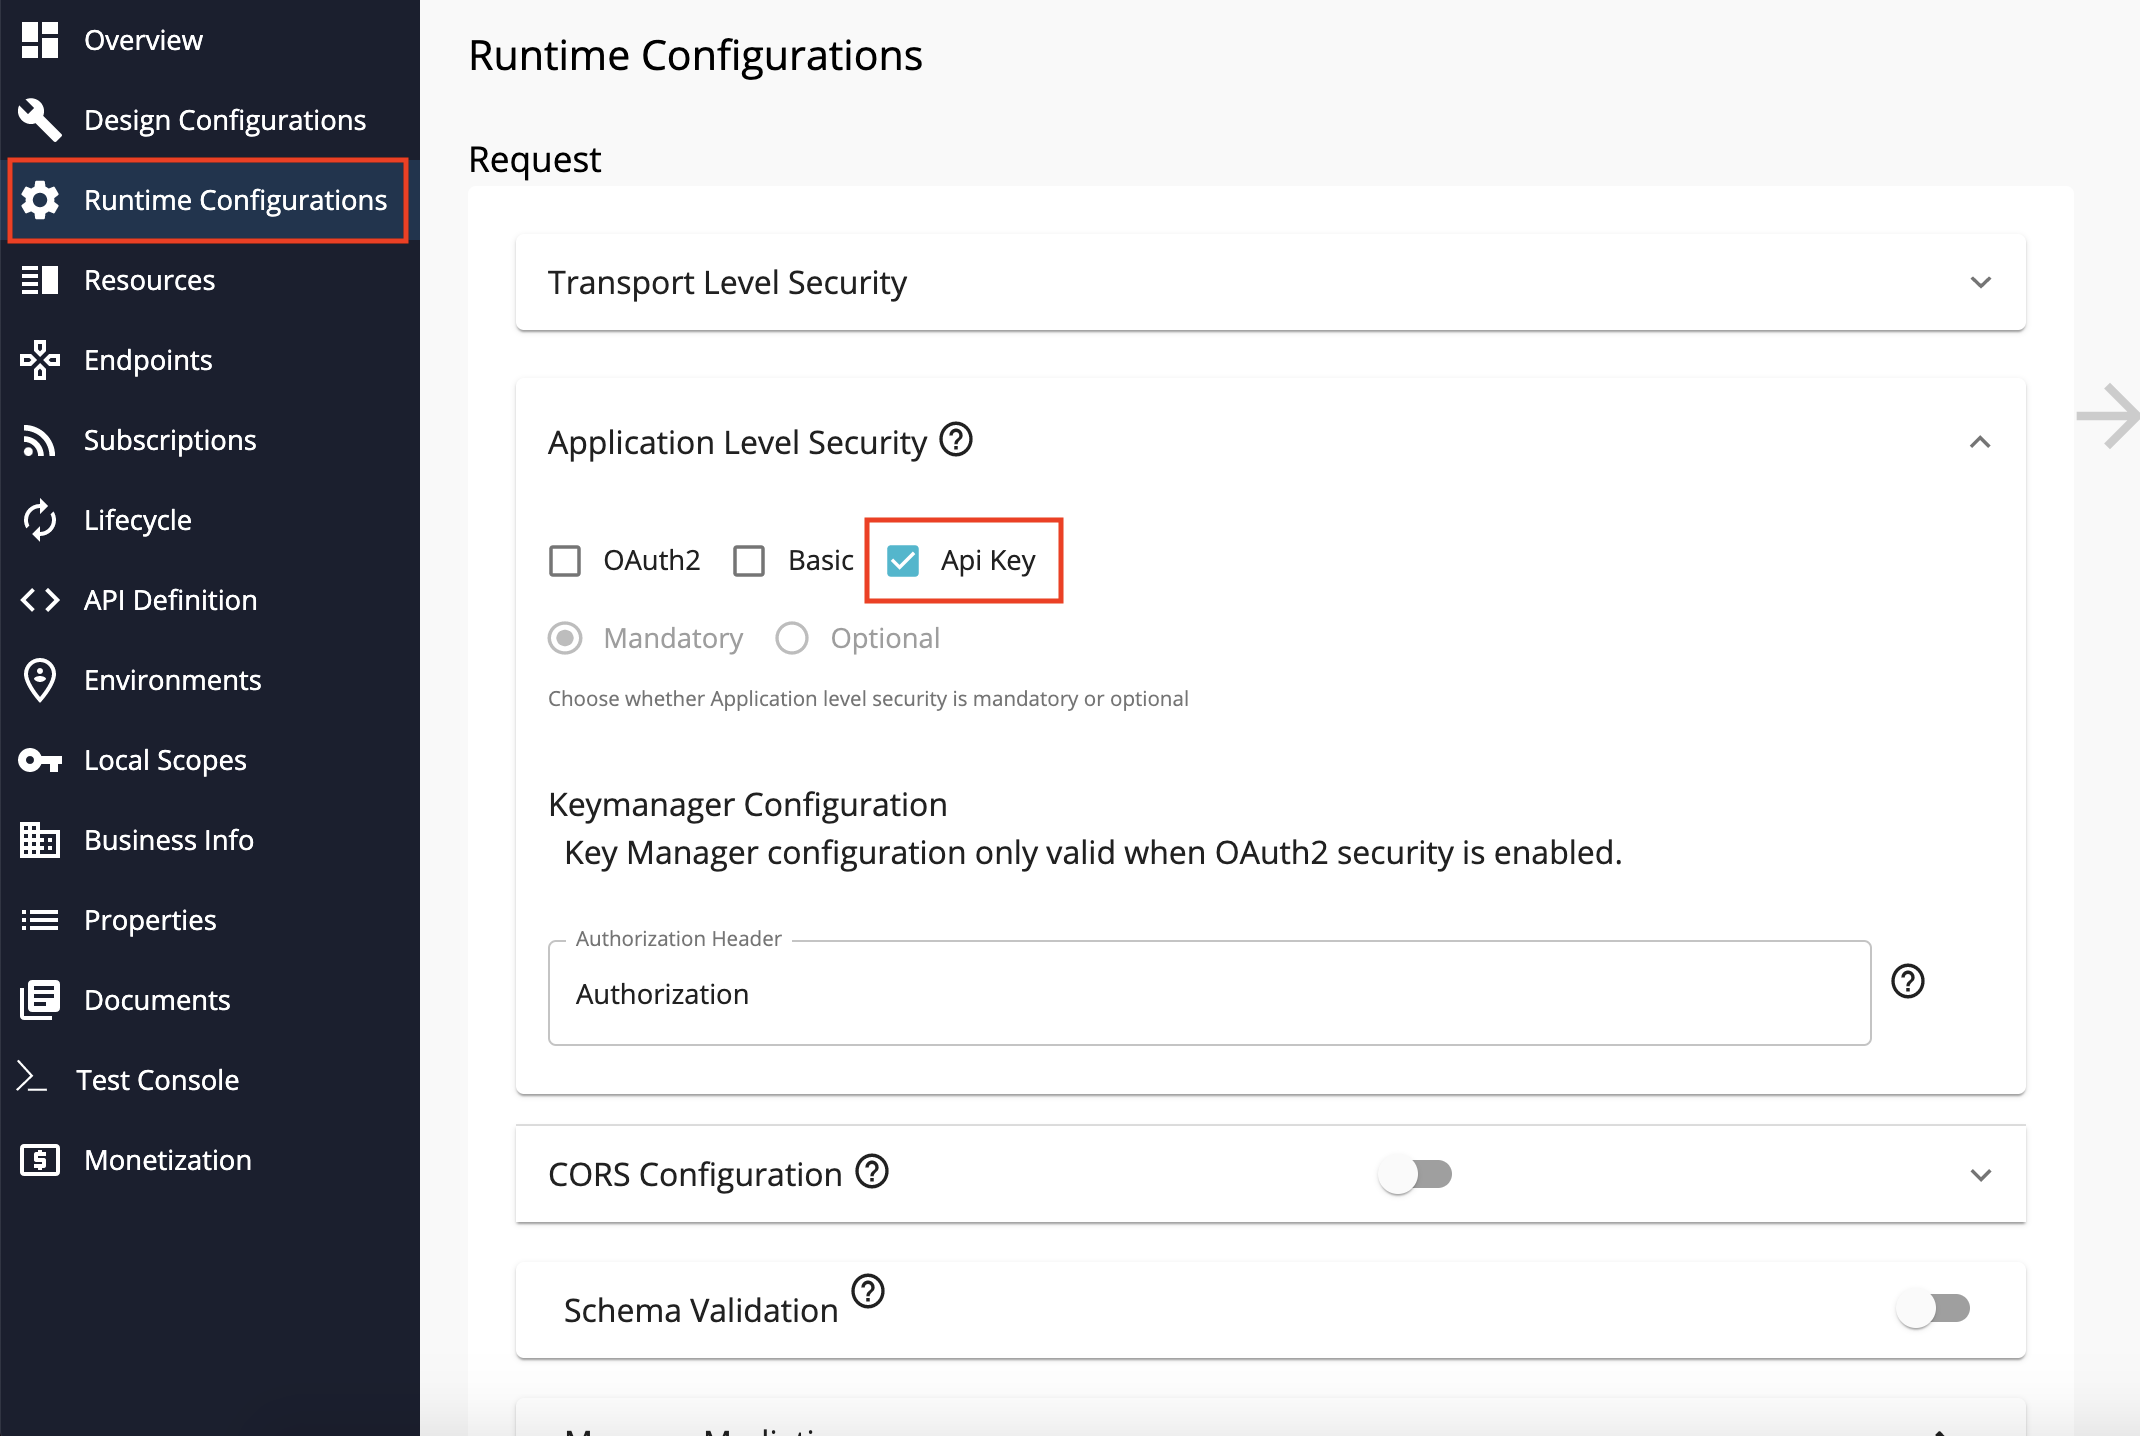 Overview
Design Configurations
Runtime Configurations
Resources
Endpoints
Subscriptions
Lifecycle
API Definition
Environments
Local Scopes
Business Info
Properties
Documents
Test Console
Monetization
Runtime Configurations
Request
Transport Level Security
Application Level Security
OAuth2 Basic Api Key
Mandatory Optional
Choose whether Application level security is mandatory or optional
Keymanager Configuration
Key Manager configuration only valid when OAuth2 security is enabled.
Authorization Header
Authorization
CORS Configuration
Schema Validation